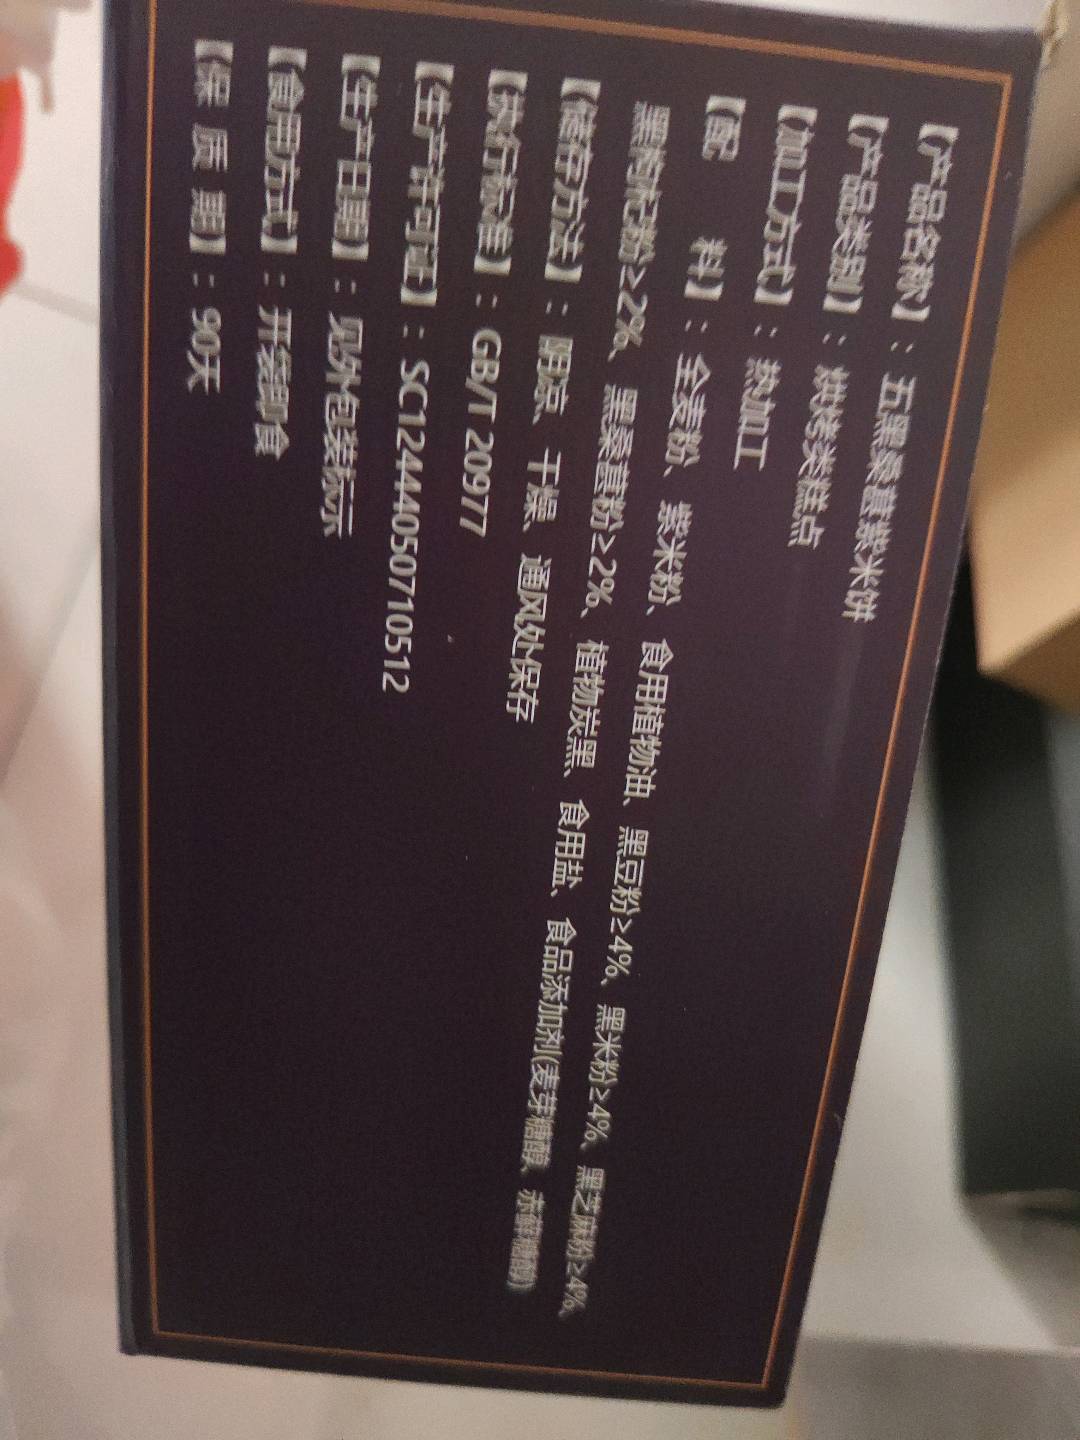 【产品名称】：五黑桑葚紫米饼
【产品类别】：烘烤类糕点
【加工方式】：热加工
【配 料】：全麦粉、紫米粉、食用植物油、黑豆粉≥4%、黑米粉≥4%、黑芝麻粉≥4%、
黑枸杞粉≥2%、黑桑葚粉≥2%、植物炭黑、食用盐、食品添加剂(麦芽糖醇、赤藓糖醇)
【储存方法】：阴凉、干燥、通风处保存
【执行标准】：GB/T 20977
【生产许可证】：SC12444050710512
【生产日期】：见外包装标示
【食用方式】：开袋即食
【保 质 期】：90天